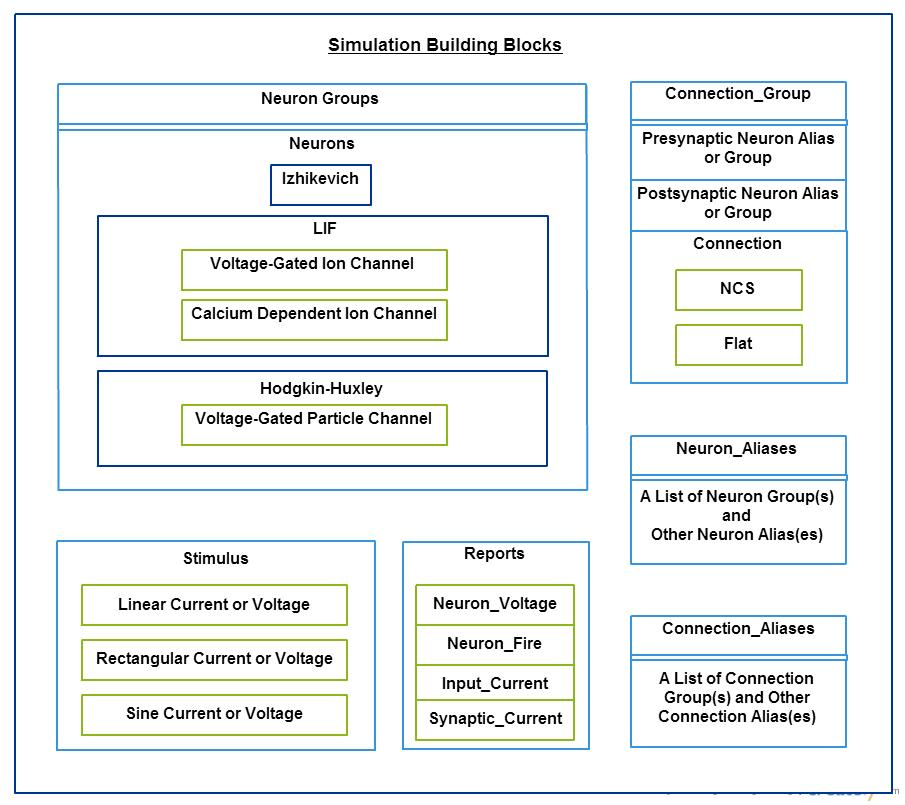 Simulation Building Blocks
Neuron Groups
Neurons
Izhikevich
LIF
Voltage-Gated Ion Channel
Calcium Dependent Ion Channel
Hodgkin-Huxley
Voltage-Gated Particle Channel
Connection_Group
Presynaptic Neuron Alias
or Group
Postsynaptic Neuron Alias
or Group
Connection
NCS
Flat
Neuron_Aliases
A List of Neuron Group(s)
and
Other Neuron Alias(es)
Stimulus
Linear Current or Voltage
Rectangular Current or Voltage
Sine Current or Voltage
Reports
Neuron_Voltage
Neuron_Fire
Input_Current
Synaptic_Current
Connection_Aliases
A List of Connection
Group(s) and Other
Connection Alias(es)